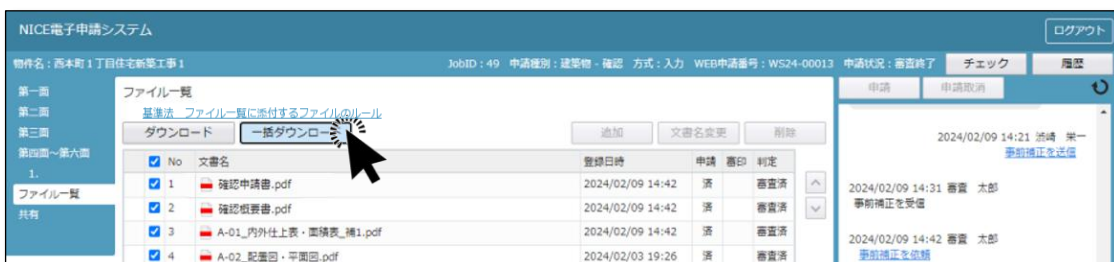 NICE電子申請システム
ログアウト
物件名：西本町１丁目住宅新築工事１
JobID：49 申請種別：建築物 - 確認 方式：入力 WEB申請番号：WS24-00013 申請状況：審査終了
チェック
履歴
第一面
第二面
第三面
第四面～第六面
1.
ファイル一覧
共有
ファイル一覧
基準法 ファイル一覧に添付するファイルのルール
ダウンロード
一括ダウンロー
追加
文書名変更
削除
No 文書名 登録日時 申請 審印 判定
1 確認申請書.pdf 2024/02/09 14:42 済 審査済
2 確認概要書.pdf 2024/02/09 14:42 済 審査済
3 A-01_内外仕上表・面積表_補1.pdf 2024/02/09 14:42 済 審査済
4 A-02_配置図・平面図.pdf 2024/02/03 19:26 済 審査済
申請
申請取消
2024/02/09 14:21 浜崎 栄一
事前補正を送信
2024/02/09 14:31 審査 太郎
事前補正を受信
2024/02/09 14:42 審査 太郎
事前補正を依頼